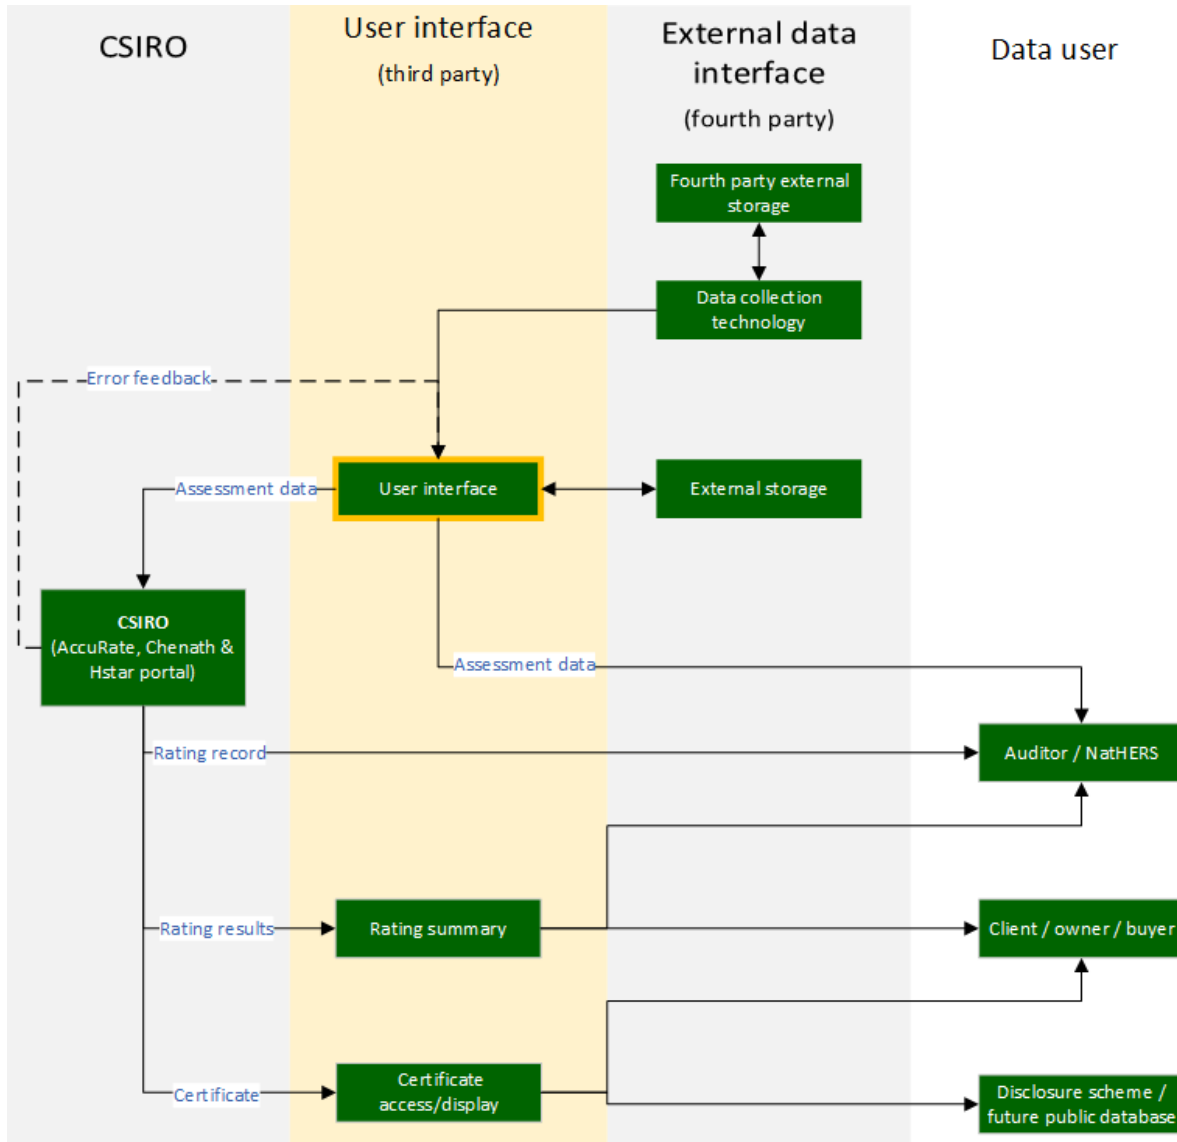 CSIRO
User interface
(third party)
External data
interface
(fourth party)
Data user
Fourth party external
storage
Data collection
technology
Error feedback
Assessment data
User interface
External storage
CSIRO
(AccuRate, Chenath &
Hstar portal)
Assessment data
Rating record
Auditor / NatHERS
Rating results
Rating summary
Client / owner / buyer
Certificate
Certificate
access/display
Disclosure scheme /
future public database